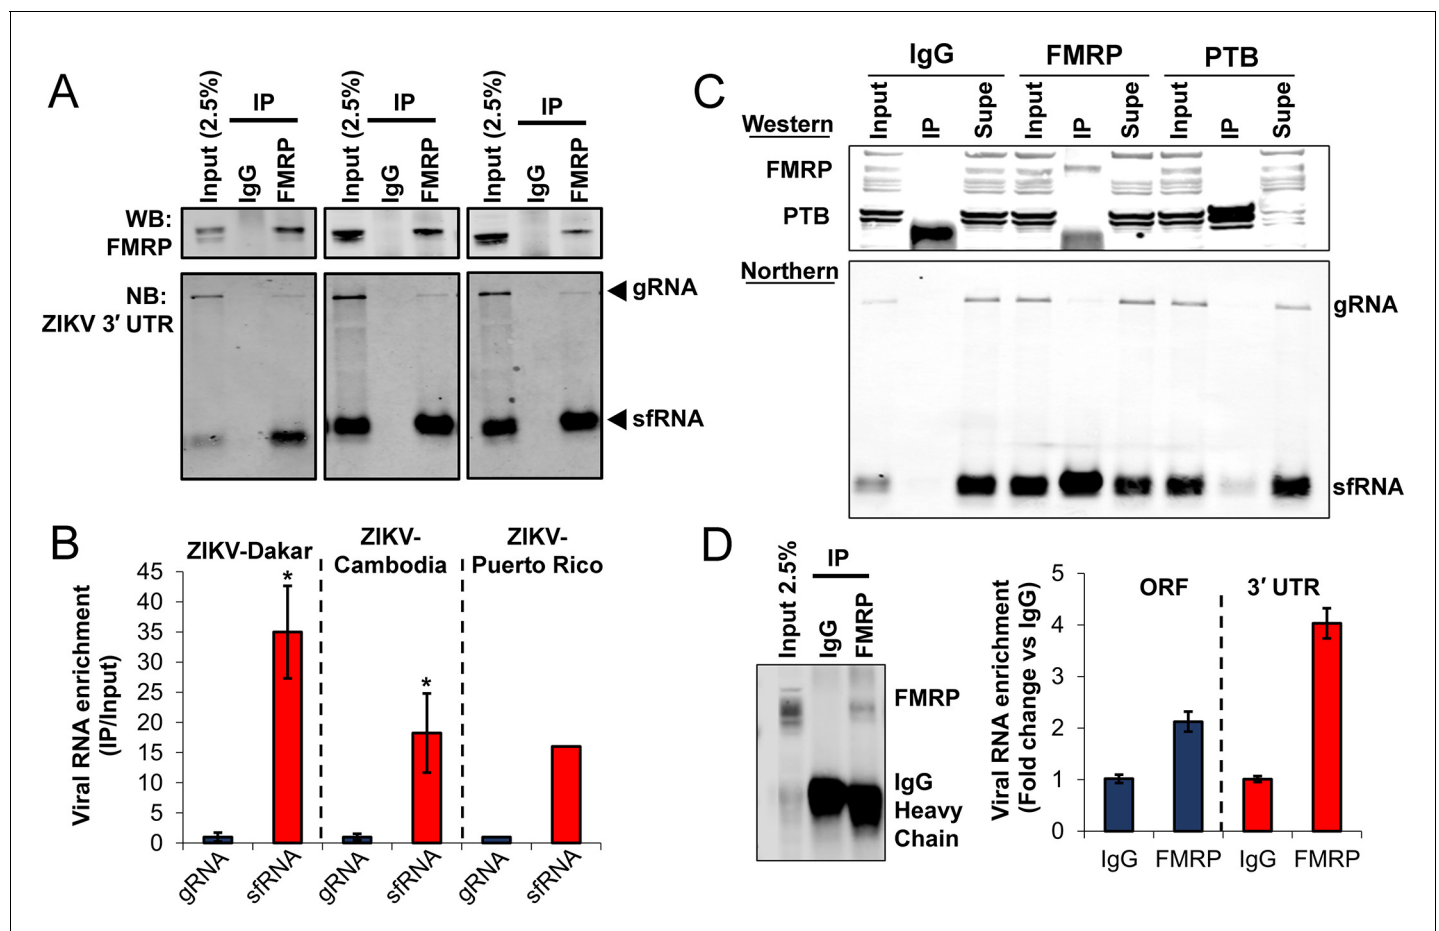 A
Input (2.5%)
IP
IgG
FMRP
Input (2.5%)
IP
IgG
FMRP
Input (2.5%)
IP
IgG
FMRP
WB:
FMRP
NB:
ZIKV 3′ UTR
gRNA
sfRNA
B
ZIKV-Dakar
ZIKV-
Cambodia
ZIKV-
Puerto Rico
Viral RNA enrichment
(IP/Input)
45
40
35
30
25
20
15
10
5
0
*
*
gRNA
sfRNA
gRNA
sfRNA
gRNA
sfRNA
C
IgG
FMRP
PTB
Western
Input
IP
Supe
Input
IP
Supe
Input
IP
Supe
FMRP
PTB
Northern
gRNA
sfRNA
D
Input 2.5%
IP
IgG
FMRP
FMRP
IgG
Heavy
Chain
Viral RNA enrichment
(Fold change vs IgG)
5
4
3
2
1
0
ORF
3′ UTR
IgG
FMRP
IgG
FMRP